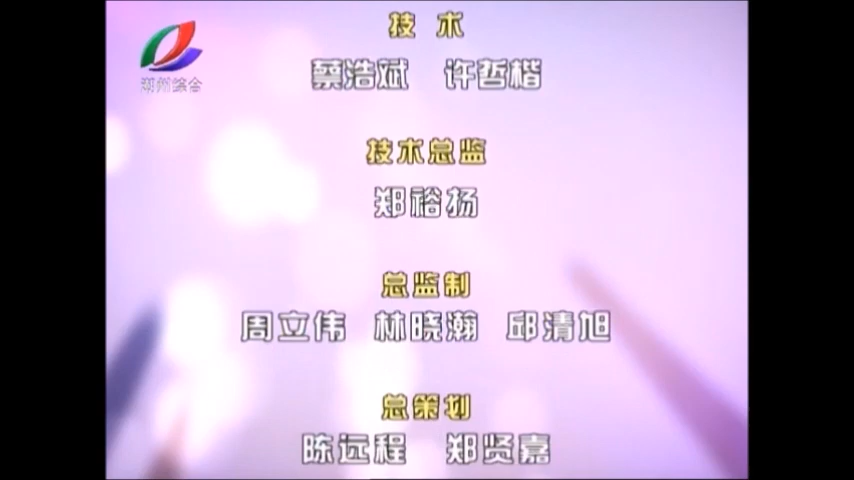 技 术
潮州综合
蔡浩斌 许哲楷
技术总监
郑裕扬
总监制
周立伟 林晓瀚 邱清旭
总策划
陈远程 郑贤嘉